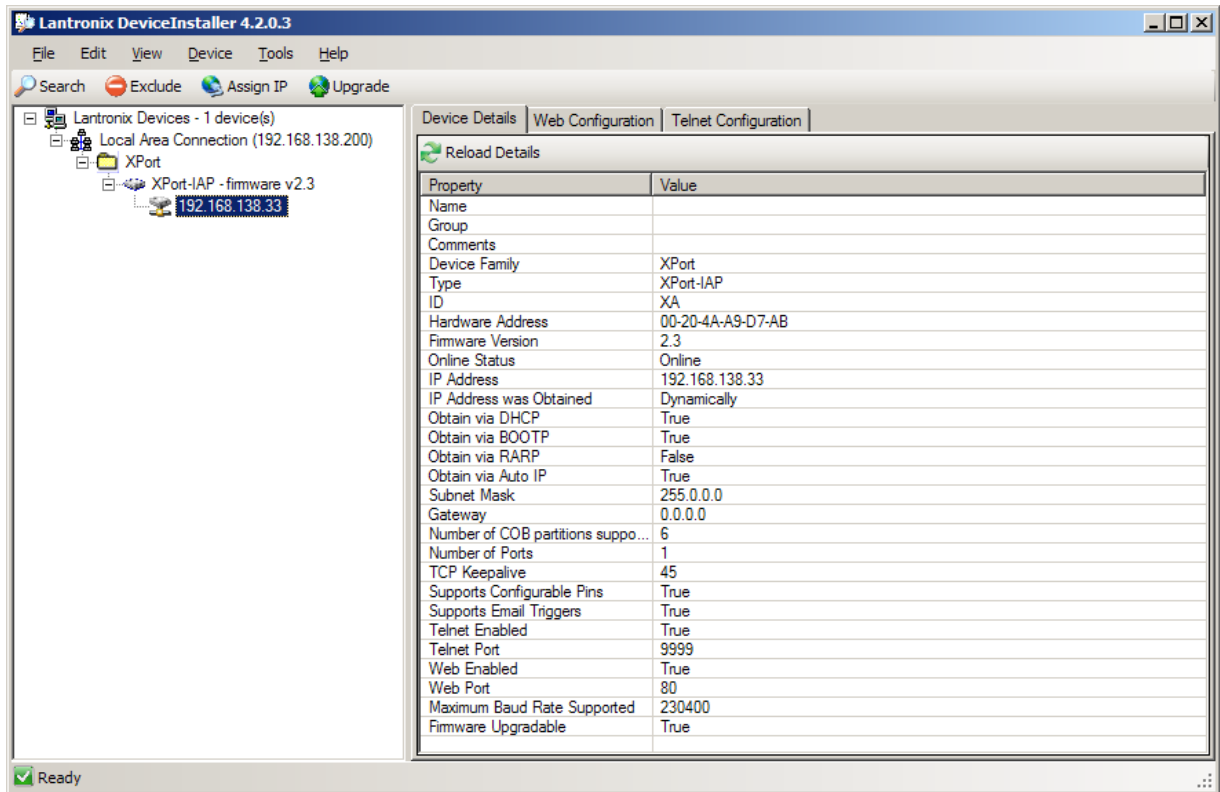 Lantronix DeviceInstaller 4.2.0.3
File Edit View Device Tools Help
Search Exclude Assign IP Upgrade
Lantronix Devices - 1 device(s)
Local Area Connection (192.168.138.200)
XPort
XPort-IAP - firmware v2.3
192.168.138.33
Device Details Web Configuration Telnet Configuration
Reload Details
Property Value
Name
Group
Comments
Device Family XPort
Type XPort-IAP
ID XA
Hardware Address 00-20-4A-A9-D7-AB
Firmware Version 2.3
Online Status Online
IP Address 192.168.138.33
IP Address was Obtained Dynamically
Obtain via DHCP True
Obtain via BOOTP True
Obtain via RARP False
Obtain via Auto IP True
Subnet Mask 255.0.0.0
Gateway 0.0.0.0
Number of COB partitions suppo... 6
Number of Ports 1
TCP Keepalive 45
Supports Configurable Pins True
Supports Email Triggers True
Telnet Enabled True
Telnet Port 9999
Web Enabled True
Web Port 80
Maximum Baud Rate Supported 230400
Firmware Upgradable True
Ready